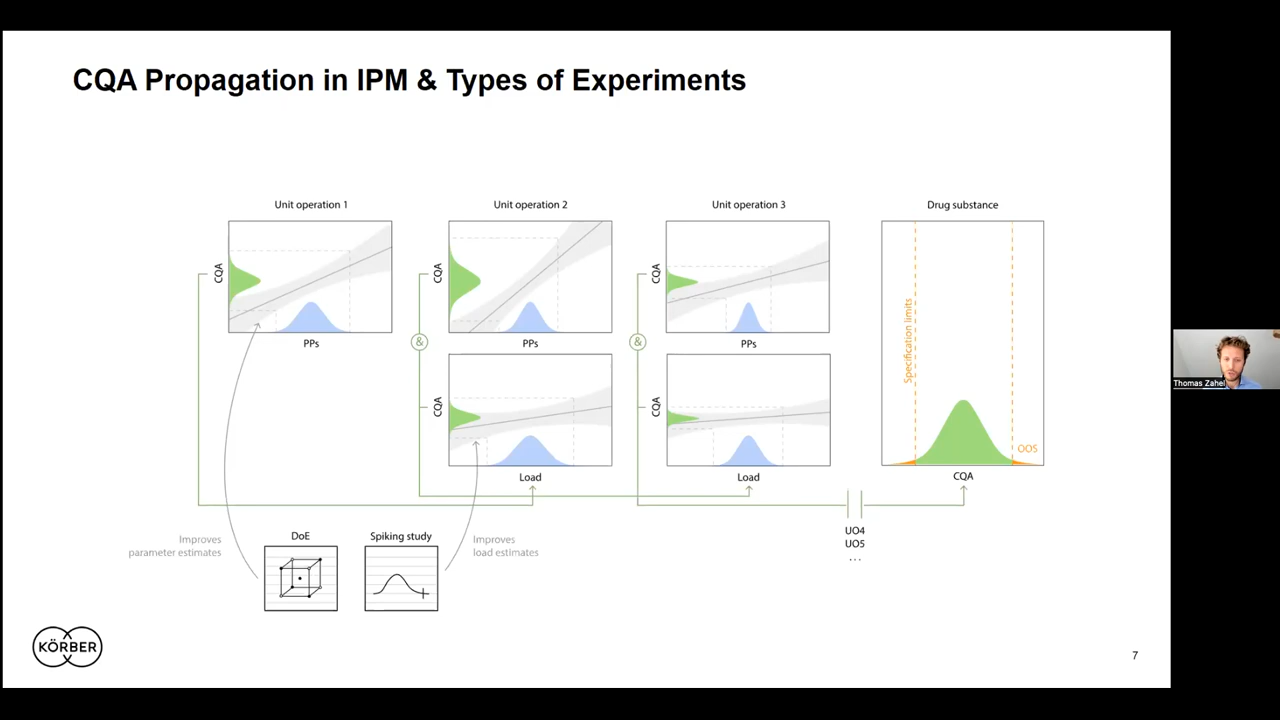 CQA Propagation in IPM & Types of Experiments
Unit operation 1
Unit operation 2
Unit operation 3
Drug substance
CQA
CQA
CQA
Specification limits
PPs
PPs
PPs
&
&
CQA
CQA
OOS
Load
Load
CQA
UO4
UO5
...
Improves
parameter estimates
DoE
Spiking study
Improves
load estimates
KÖRBER
7
Thomas Zahel